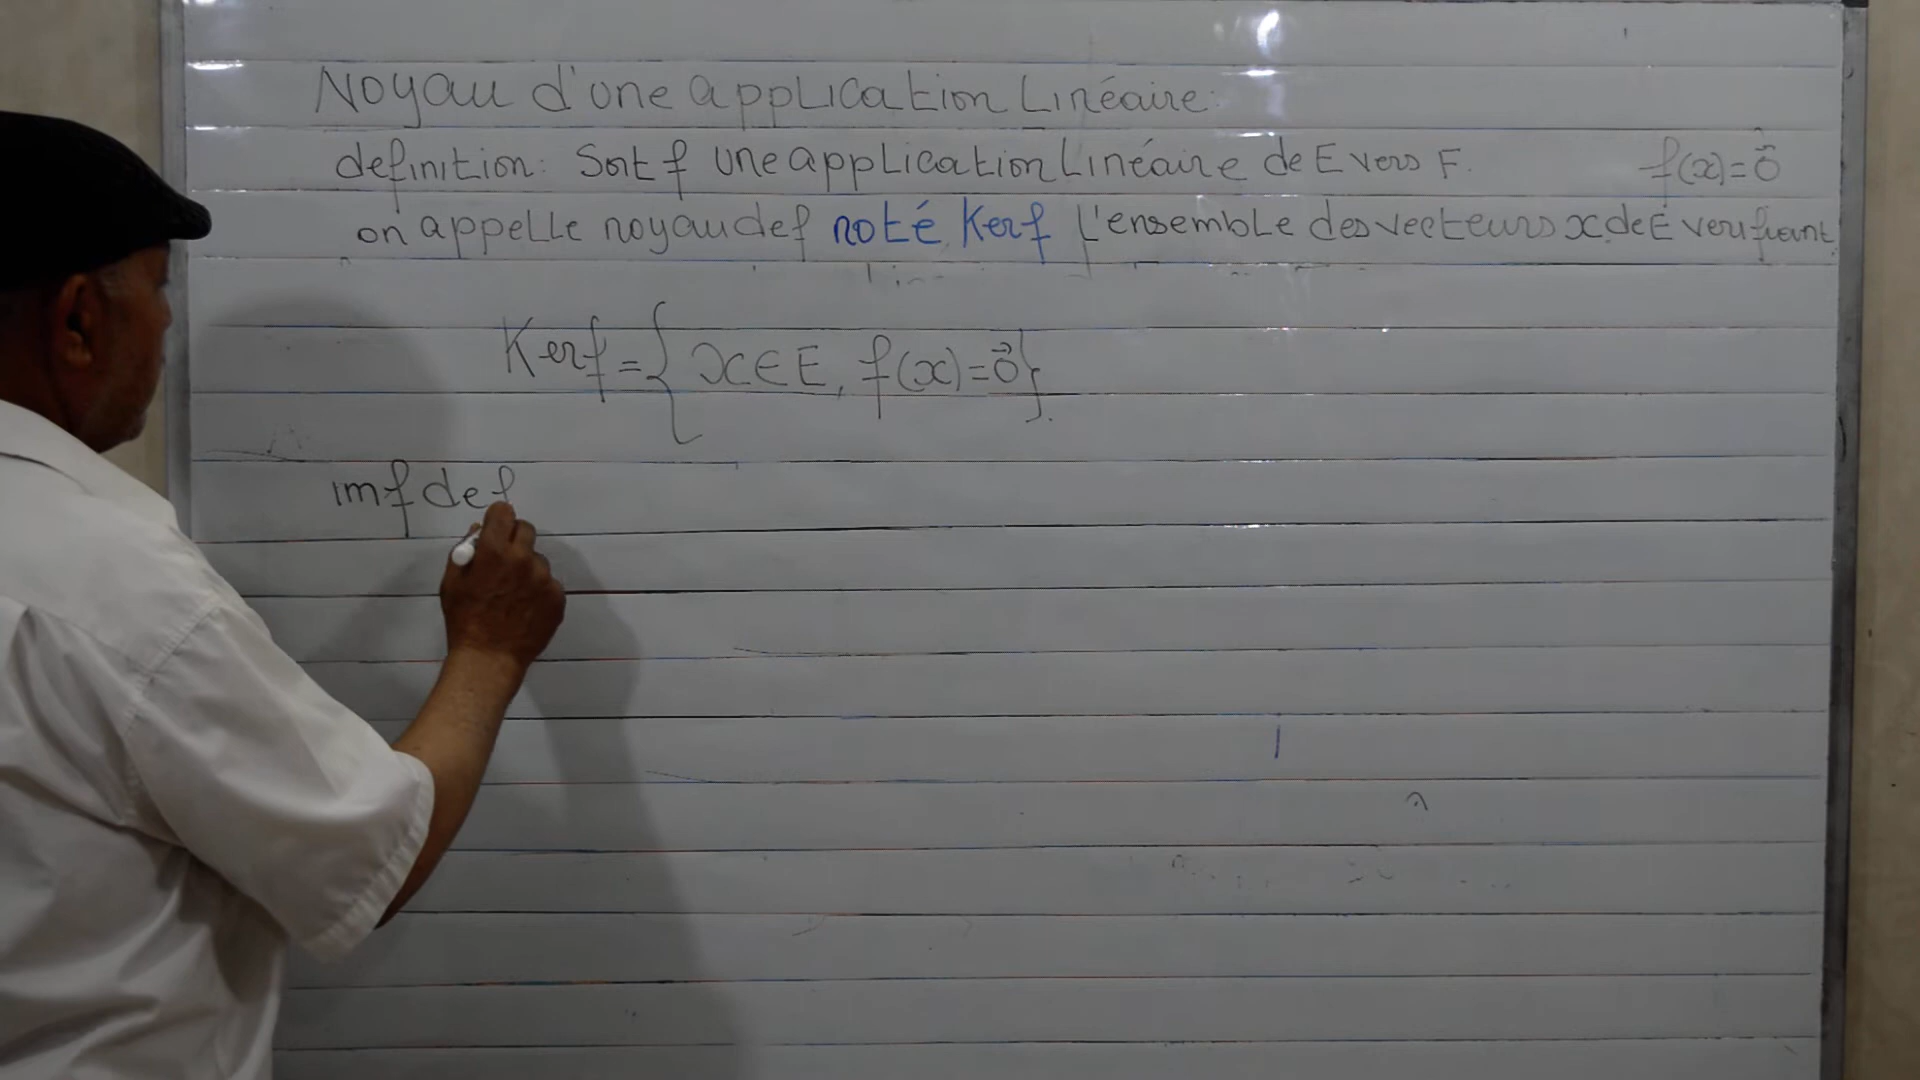 Noyau d'une application Linéaire:
definition: Soit f une application Linéaire de E vers F.
f(x)=0⃗
on appelle noyau de f noté Kerf l'ensemble des vecteurs x de E verifiant
Kerf = { x∈E, f(x)=0⃗ }.
imf def